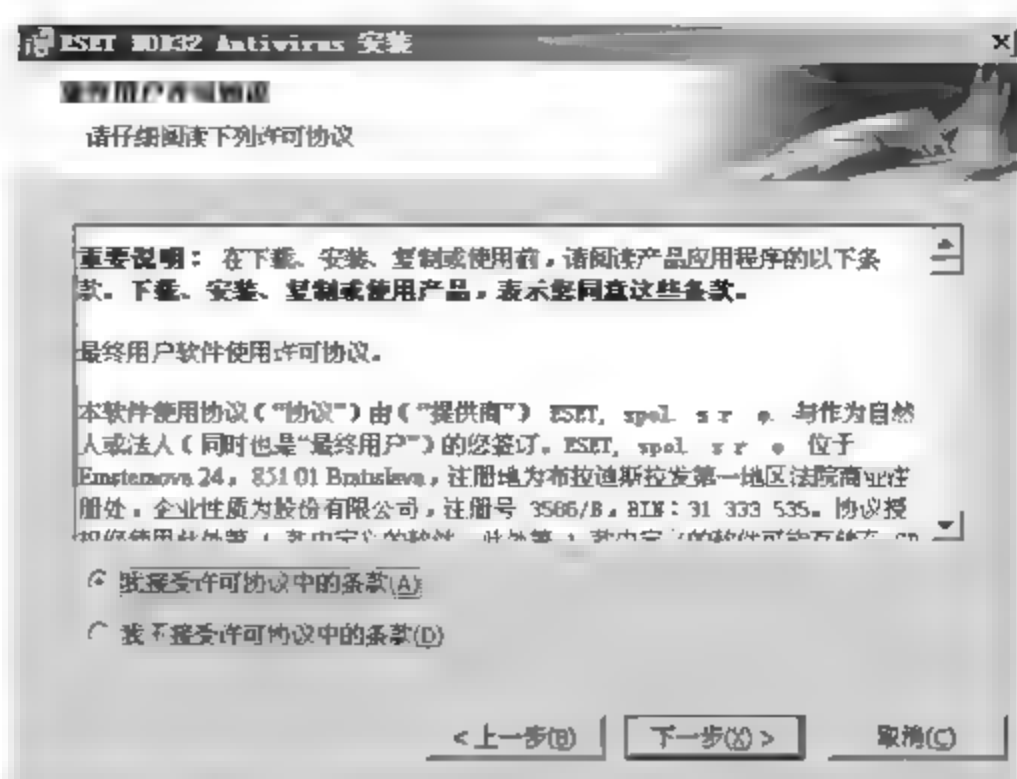 ESET NOD32 Antivirus 安装
请仔细阅读下列许可协议
重要说明：在下载、安装、复制或使用前，请阅读产品应用程序的以下条
款。下载、安装、复制或使用产品，表示您同意这些条款。
最终用户软件使用许可协议。
本软件使用协议（“协议”）由（“提供商”）ESET, spol. s r. o. 与作为自然
人或法人（同时也是“最终用户”）的您签订。ESET, spol. s r. o. 位于
24，851 01 Bratislava，注册地为布拉迪斯拉发第一地区法院商业注
册处，企业性质为股份有限公司，注册号 3586/B，BIN：31 333 535。协议授
我接受许可协议中的条款(A)
我不接受许可协议中的条款(D)
<上一步(B)
下一步(X) >
取消(C)